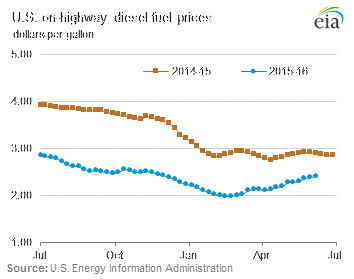 U.S. on-highway diesel fuel prices
dollars per gallon
eia
5.00
2014-15
2015-16
4.00
3.00
2.00
1.00
Jul
Oct
Jan
Apr
Jul
Source: U.S. Energy Information Administration